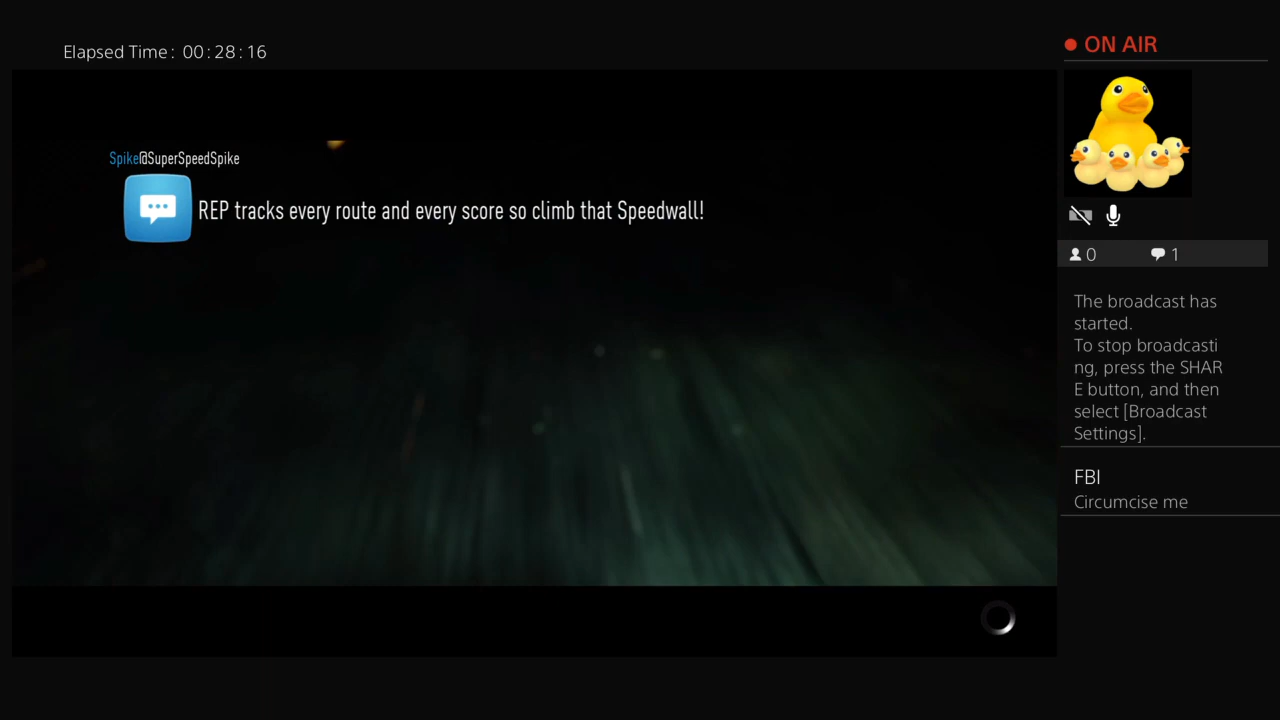 Elapsed Time: 00:28:16
ON AIR
Spike@SuperSpeedSpike
REP tracks every route and every score so climb that Speedwall!
0 1
The broadcast has
started.
To stop broadcasti
ng, press the SHAR
E button, and then
select [Broadcast
Settings].
FBI
Circumcise me